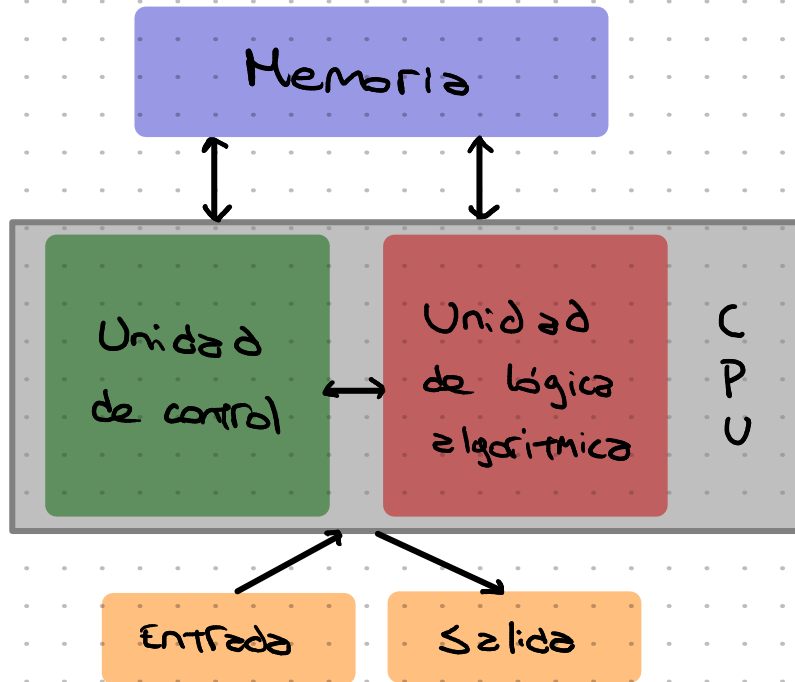 Memoria
Unidad
de control
Unidad
de lógica
algoritmica
C
P
U
Entrada
Salida